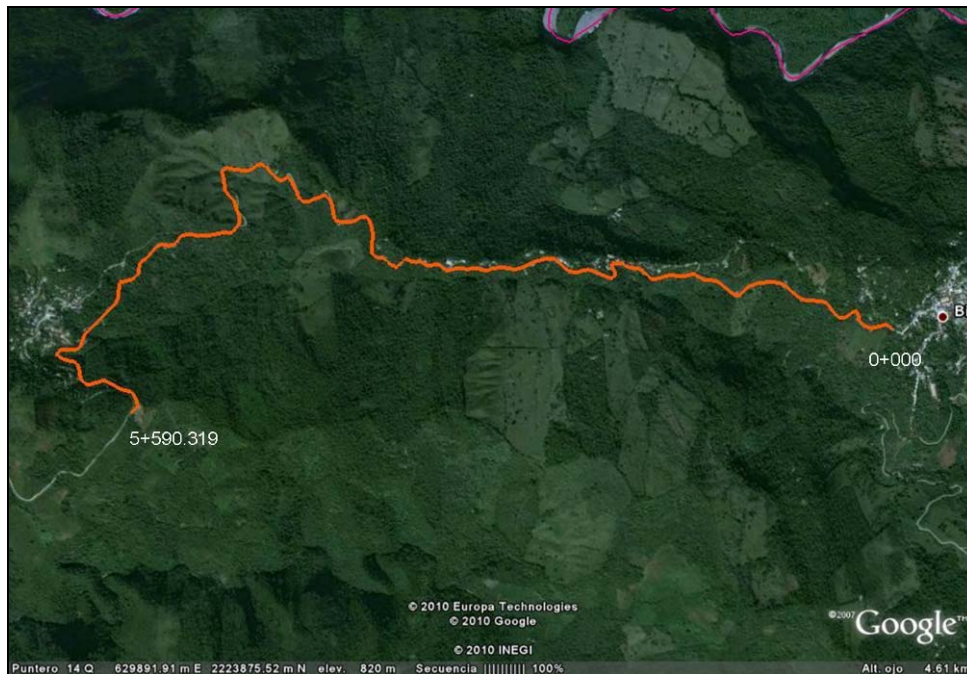 0+000
5+590.319
© 2010 Europa Technologies
© 2010 Google
© 2010 INEGI
©2007 Google™
Puntero 14 Q 629891.91 m E 2223875.52 m N elev. 820 m Secuencia |||||||||| 100% Alt. ojo 4.61 km